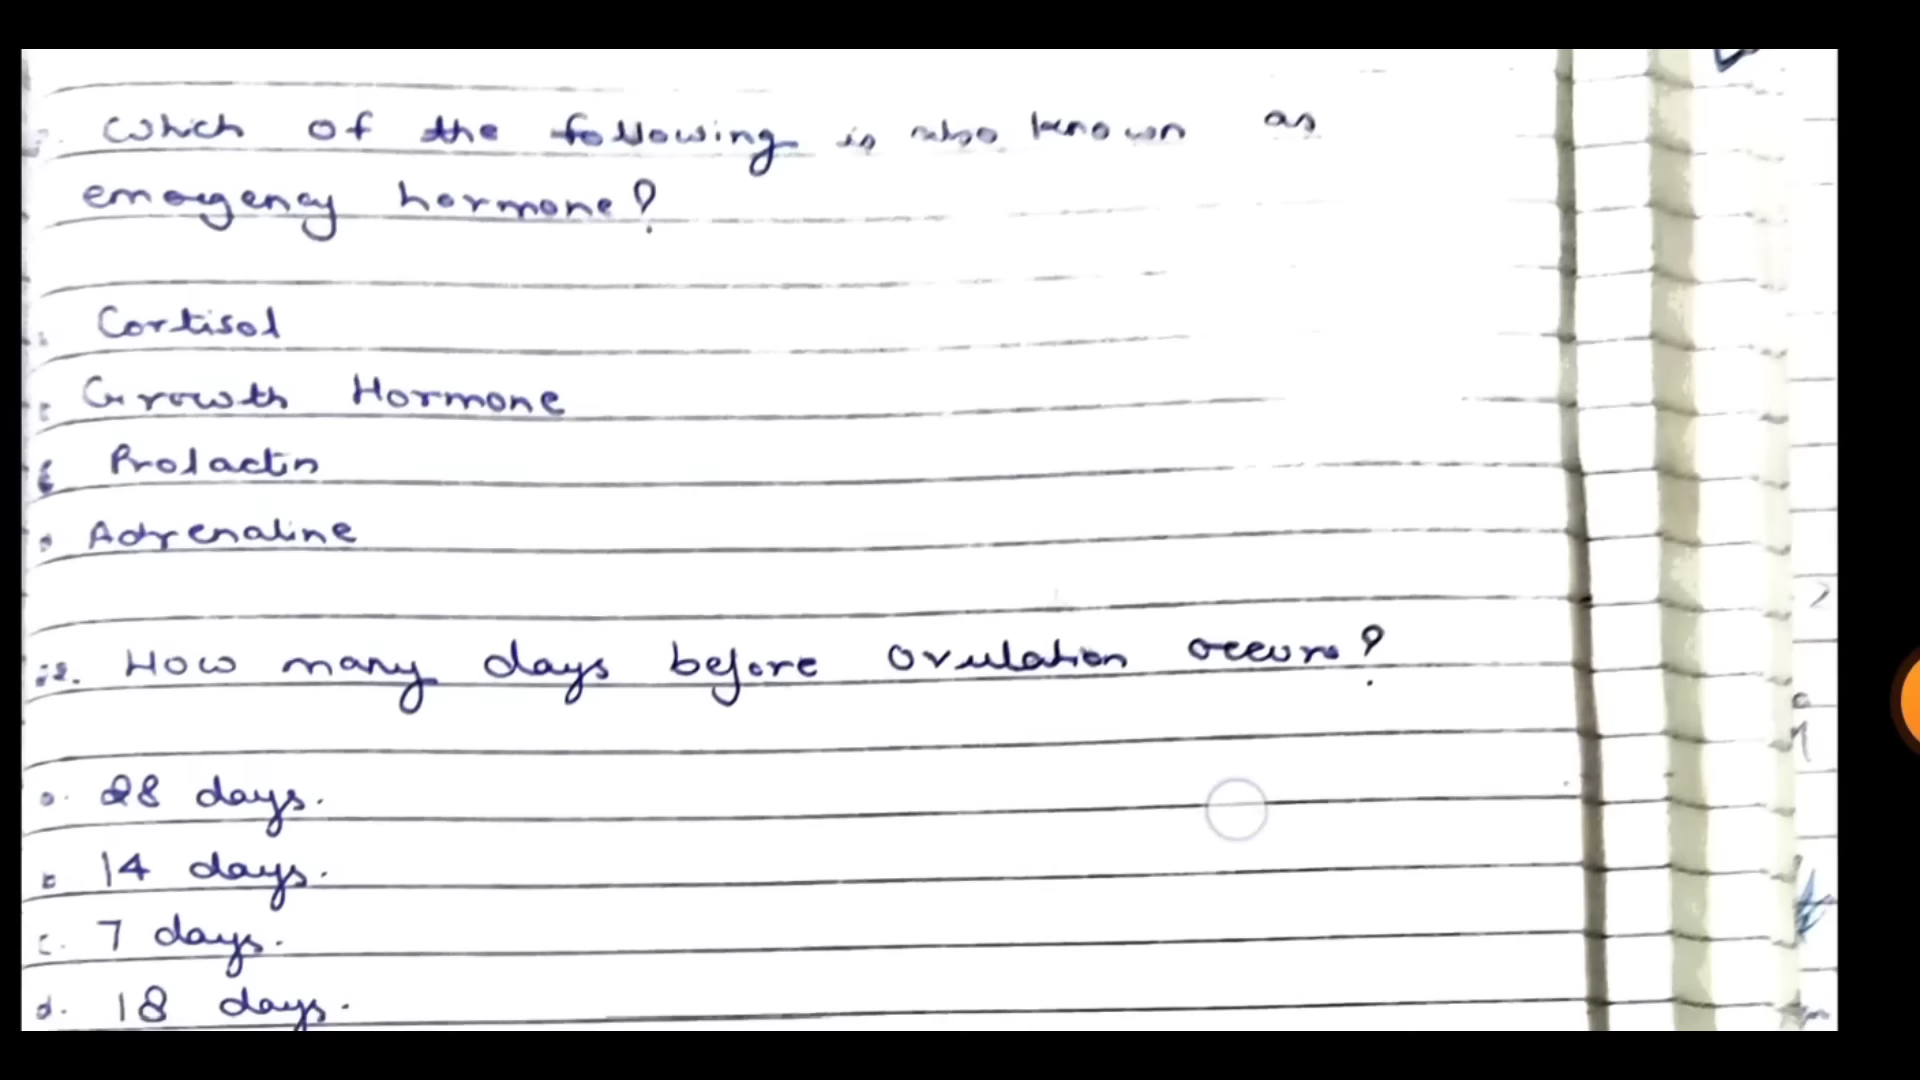 Which of the following is also known as
emergency hormone?
Cortisol
Growth Hormone
Prolactin
Adrenaline
How many days before ovulation occurs?
28 days.
14 days.
c. 7 days.
d. 18 days.